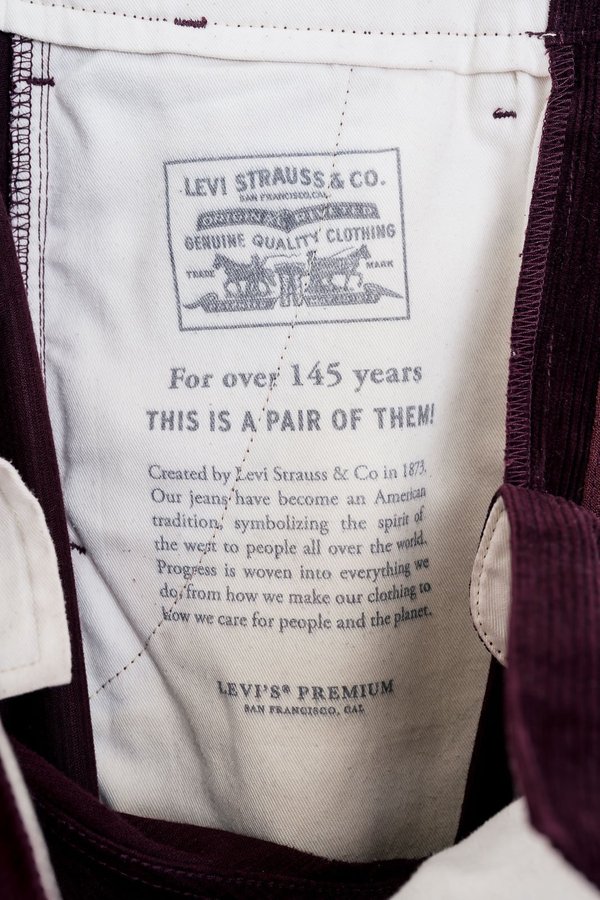 LEVI STRAUSS & CO.
SAN FRANCISCO, CAL.
ORIGINAL RIVETED
GENUINE QUALITY CLOTHING
TRADE MARK
For over 145 years
THIS IS A PAIR OF THEM!
Created by Levi Strauss & Co in 1873.
Our jeans have become an American
tradition, symbolizing the spirit of
the west to people all over the world.
Progress is woven into everything we
do, from how we make our clothing to
how we care for people and the planet.
LEVI'S® PREMIUM
SAN FRANCISCO, CAL